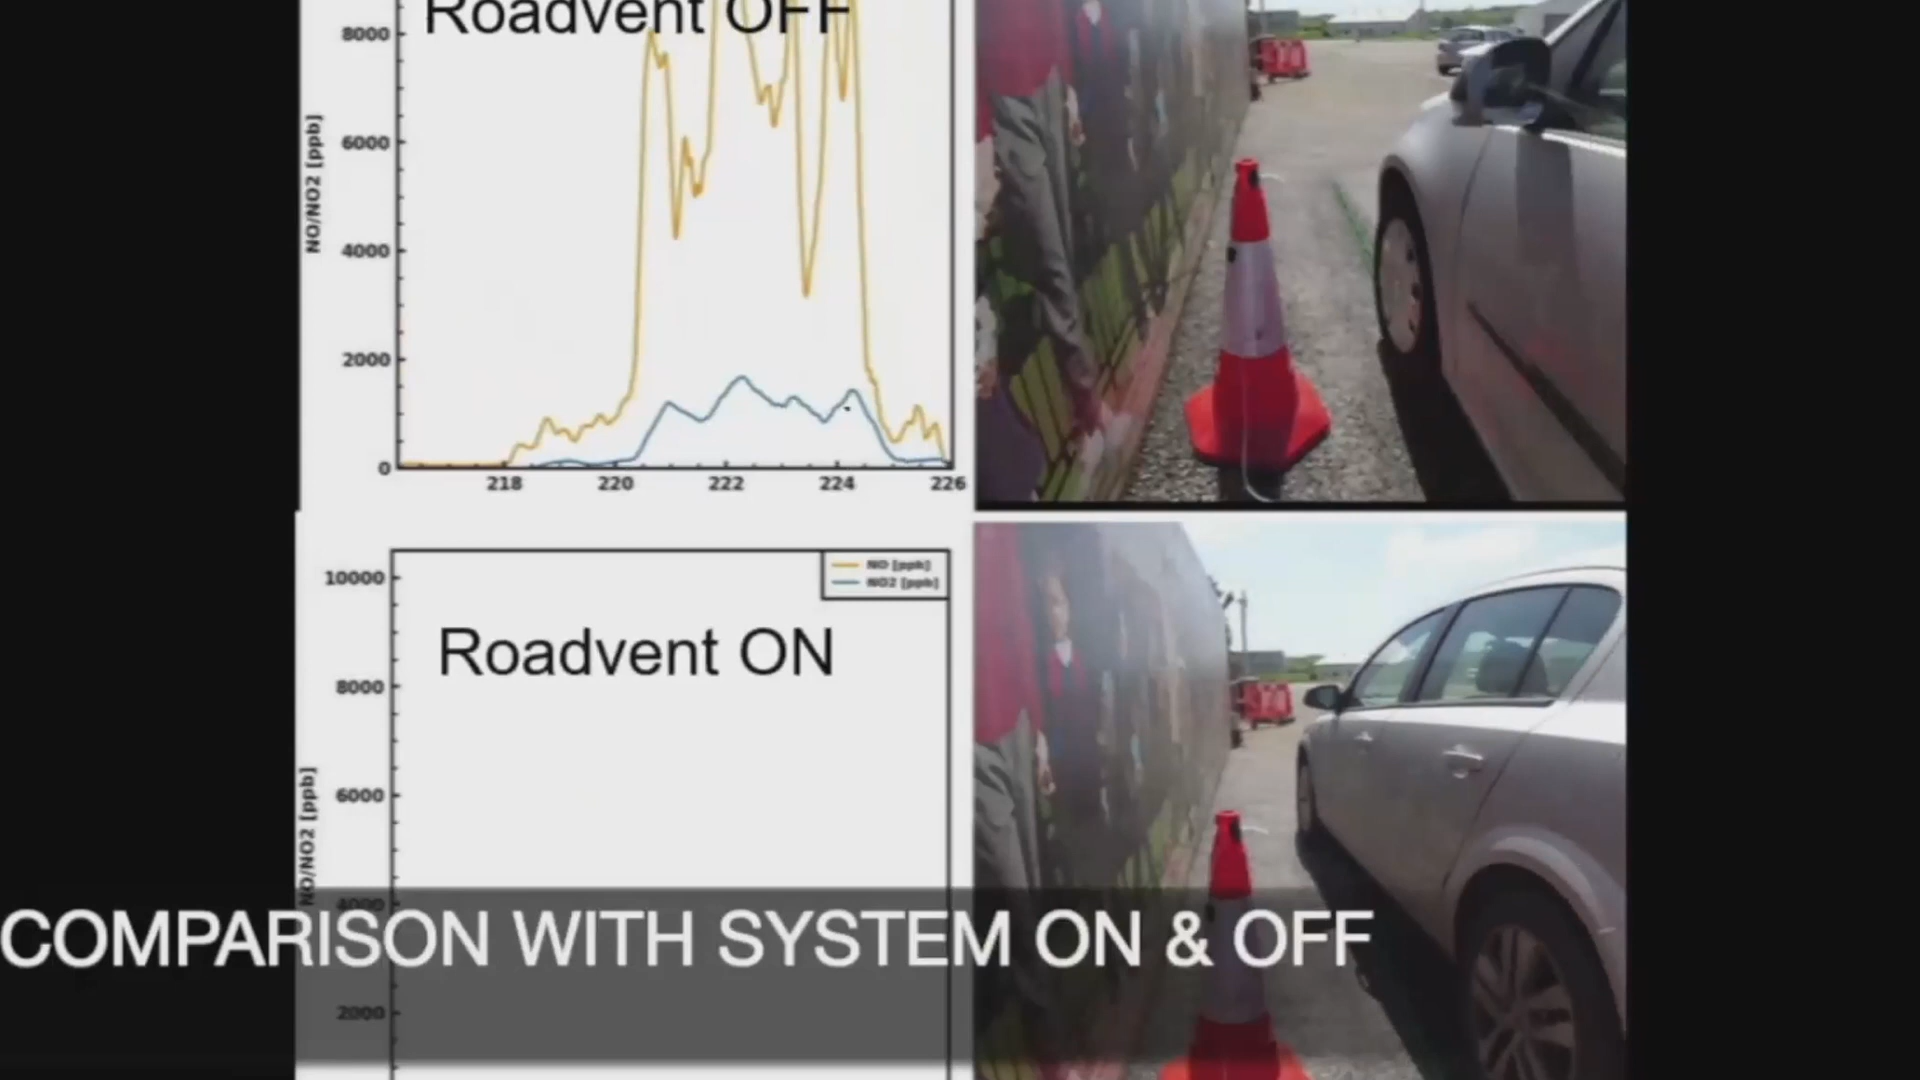 Roadvent OFF
8000
6000
4000
2000
0
NO/NO2 [ppb]
218 220 222 224 226
10000
8000
6000
4000
2000
NO/NO2 [ppb]
NO [ppb]
NO2 [ppb]
Roadvent ON
COMPARISON WITH SYSTEM ON & OFF